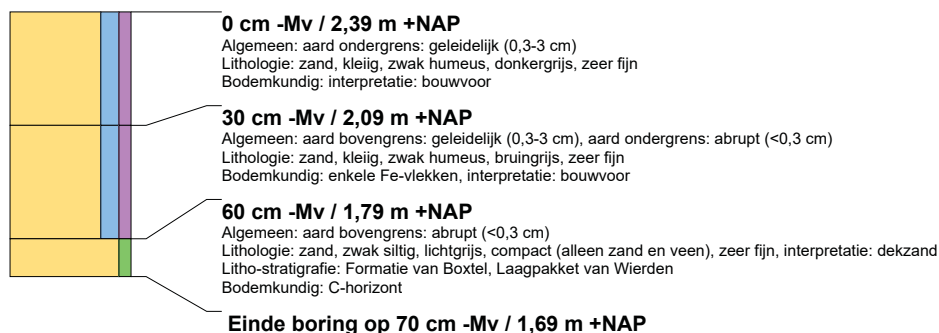 0 cm -Mv / 2,39 m +NAP
Algemeen: aard ondergrens: geleidelijk (0,3-3 cm)
Lithologie: zand, kleiig, zwak humeus, donkergrijs, zeer fijn
Bodemkundig: interpretatie: bouwvoor
30 cm -Mv / 2,09 m +NAP
Algemeen: aard bovengrens: geleidelijk (0,3-3 cm), aard ondergrens: abrupt (<0,3 cm)
Lithologie: zand, kleiig, zwak humeus, bruingrijs, zeer fijn
Bodemkundig: enkele Fe-vlekken, interpretatie: bouwvoor
60 cm -Mv / 1,79 m +NAP
Algemeen: aard bovengrens: abrupt (<0,3 cm)
Lithologie: zand, zwak siltig, lichtgrijs, compact (alleen zand en veen), zeer fijn, interpretatie: dekzand
Litho-stratigrafie: Formatie van Boxtel, Laagpakket van Wierden
Bodemkundig: C-horizont
Einde boring op 70 cm -Mv / 1,69 m +NAP